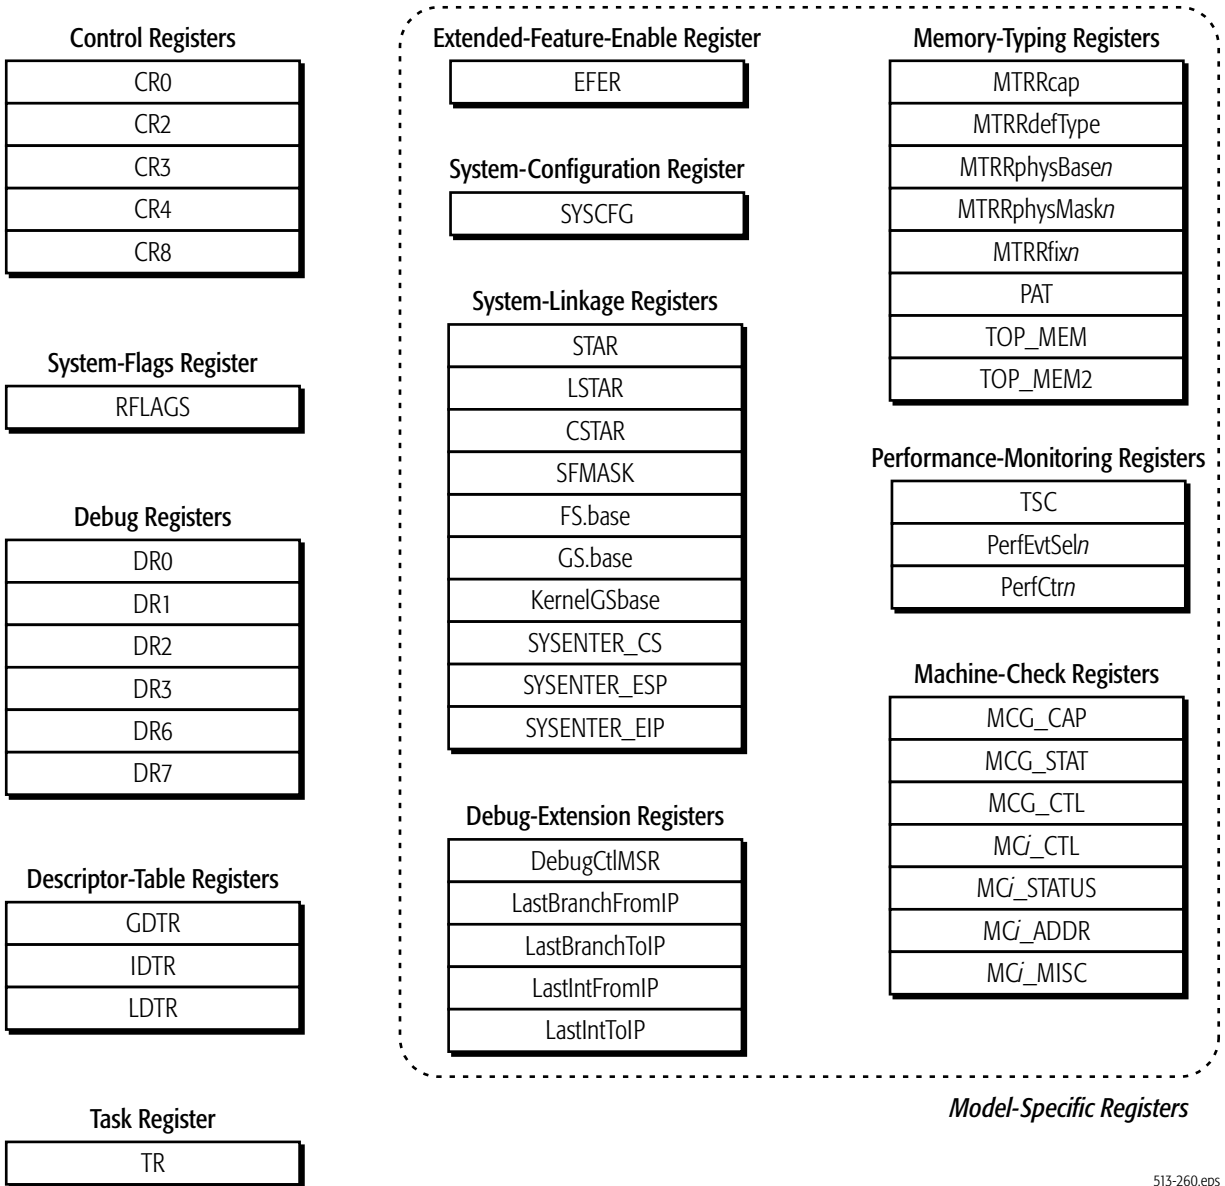 Control Registers
CR0
CR2
CR3
CR4
CR8
System-Flags Register
RFLAGS
Debug Registers
DR0
DR1
DR2
DR3
DR6
DR7
Descriptor-Table Registers
GDTR
IDTR
LDTR
Task Register
TR
Extended-Feature-Enable Register
EFER
System-Configuration Register
SYSCFG
System-Linkage Registers
STAR
LSTAR
CSTAR
SFMASK
FS.base
GS.base
KernelGSbase
SYSENTER_CS
SYSENTER_ESP
SYSENTER_EIP
Debug-Extension Registers
DebugCtlMSR
LastBranchFromIP
LastBranchToIP
LastIntFromIP
LastIntToIP
Memory-Typing Registers
MTRRcap
MTRRdefType
MTRRphysBasen
MTRRphysMaskn
MTRRfixn
PAT
TOP_MEM
TOP_MEM2
Performance-Monitoring Registers
TSC
PerfEvtSeln
PerfCtrn
Machine-Check Registers
MCG_CAP
MCG_STAT
MCG_CTL
MCi_CTL
MCi_STATUS
MCi_ADDR
MCi_MISC
Model-Specific Registers
513-260.eps